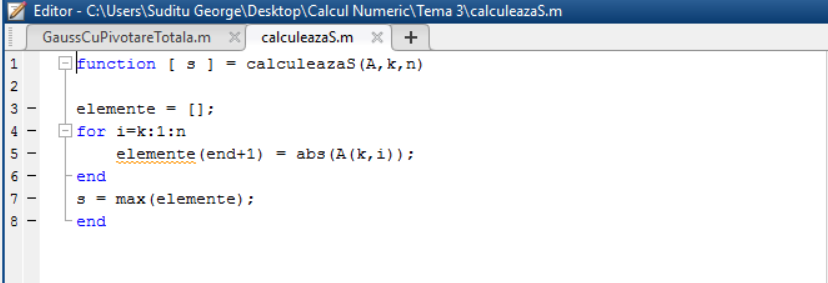 Editor - C:\Users\Suditu George\Desktop\Calcul Numeric\Tema 3\calculeazaS.m
GaussCuPivotareTotala.m × calculeazaS.m × +
1 function [ s ] = calculeazaS(A,k,n)
2
3 - elemente = [];
4 - for i=k:1:n
5 - elemente(end+1) = abs(A(k,i));
6 - end
7 - s = max(elemente);
8 - end